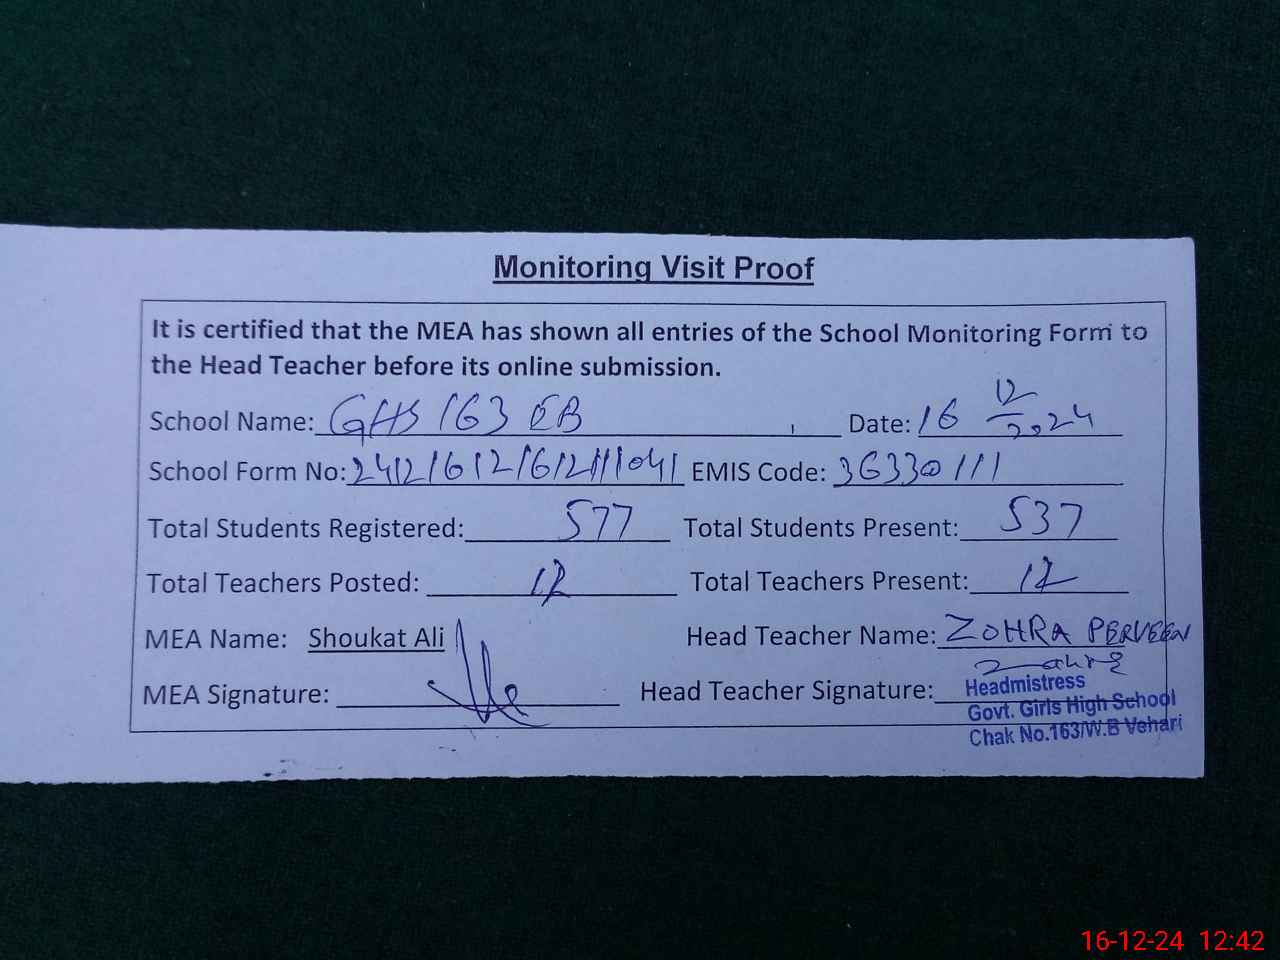 Monitoring Visit Proof
It is certified that the MEA has shown all entries of the School Monitoring Form to
the Head Teacher before its online submission.
School Name: GHS 163 EB Date: 16 12/2024
School Form No: EMIS Code: 36330111
Total Students Registered: 577 Total Students Present: 537
Total Teachers Posted: 12 Total Teachers Present: 12
MEA Name: Shoukat Ali Head Teacher Name: ZOHRA PERVEEN
MEA Signature: Head Teacher Signature:
Headmistress
Govt. Girls High School
Chak No.163/W.B Vehari
16-12-24 12:42